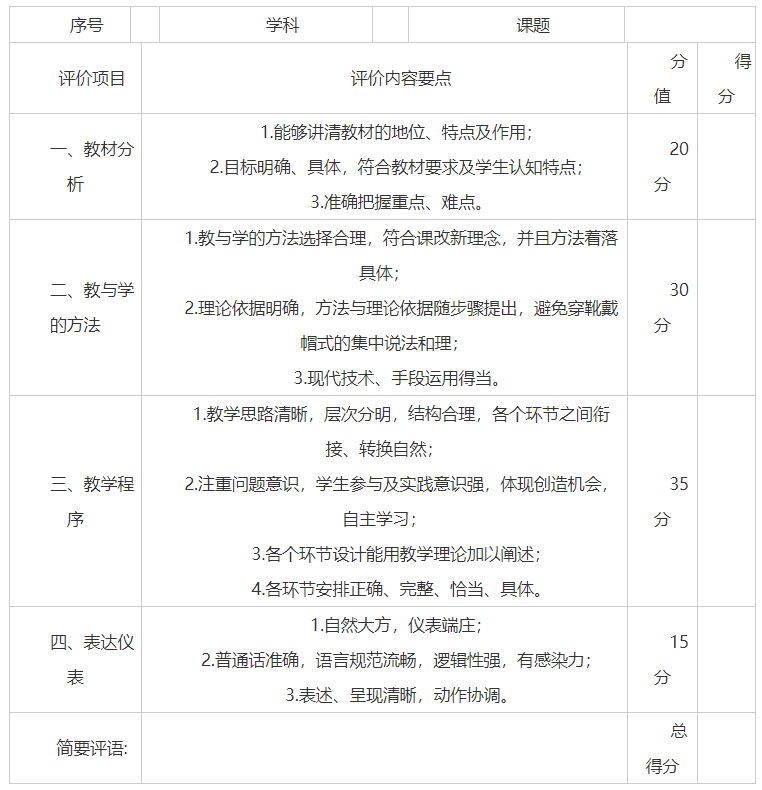 序号 学科 课题
评价项目 评价内容要点 分值 得分
一、教材分析
1.能够讲清教材的地位、特点及作用；
2.目标明确、具体，符合教材要求及学生认知特点；
3.准确把握重点、难点。
20分
二、教与学的方法
1.教与学的方法选择合理，符合课改新理念，并且方法着落
具体；
2.理论依据明确，方法与理论依据随步骤提出，避免穿靴戴
帽式的集中说法和理；
3.现代技术、手段运用得当。
30分
三、教学程序
1.教学思路清晰，层次分明，结构合理，各个环节之间衔
接、转换自然；
2.注重问题意识，学生参与及实践意识强，体现创造机会，
自主学习；
3.各个环节设计能用教学理论加以阐述；
4.各环节安排正确、完整、恰当、具体。
35分
四、表达仪表
1.自然大方，仪表端庄；
2.普通话准确，语言规范流畅，逻辑性强，有感染力；
3.表述、呈现清晰，动作协调。
15分
简要评语:
总得分